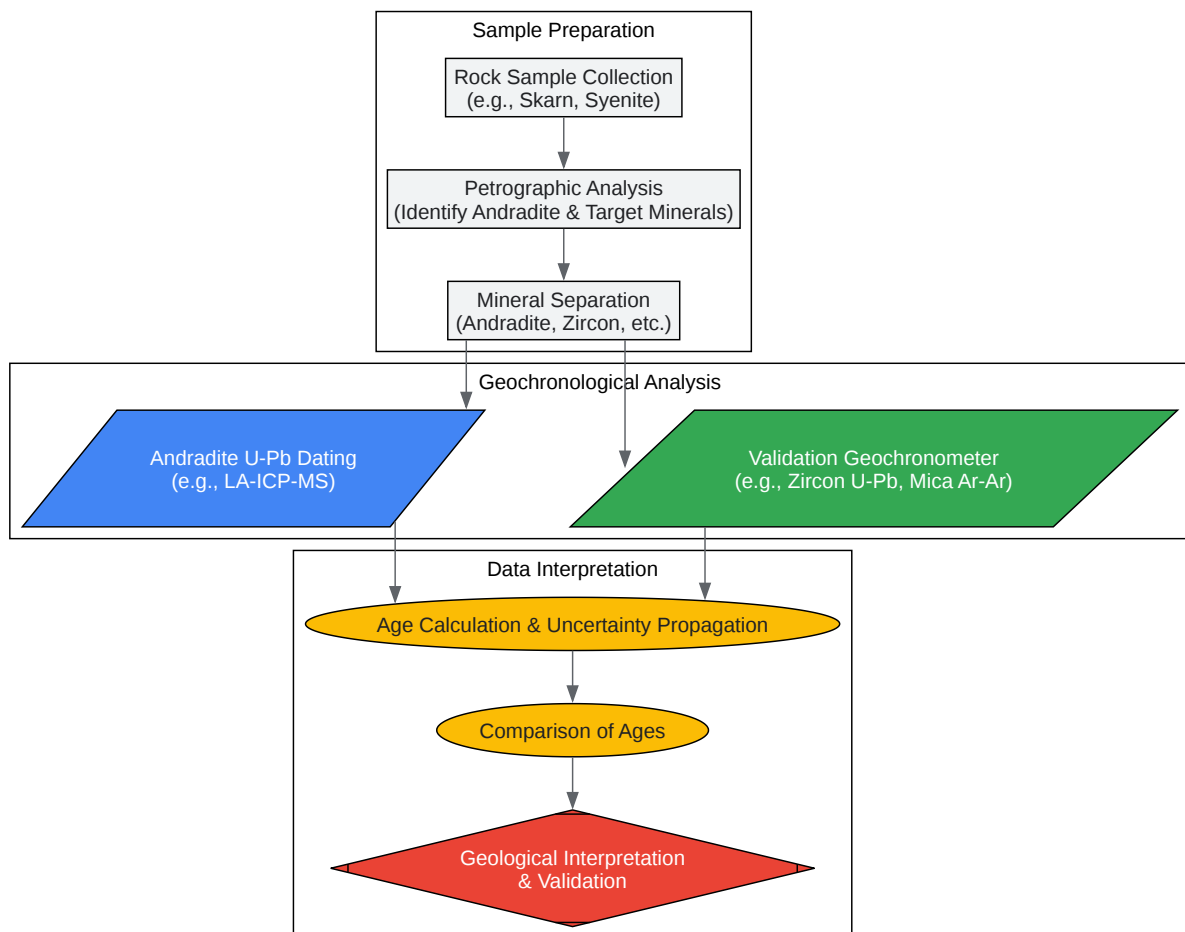 Sample Preparation
Rock Sample Collection
(e.g., Skarn, Syenite)
Petrographic Analysis
(Identify Andradite & Target Minerals)
Mineral Separation
(Andradite, Zircon, etc.)
Geochronological Analysis
Andradite U-Pb Dating
(e.g., LA-ICP-MS)
Validation Geochronometer
(e.g., Zircon U-Pb, Mica Ar-Ar)
Data Interpretation
Age Calculation & Uncertainty Propagation
Comparison of Ages
Geological Interpretation
& Validation